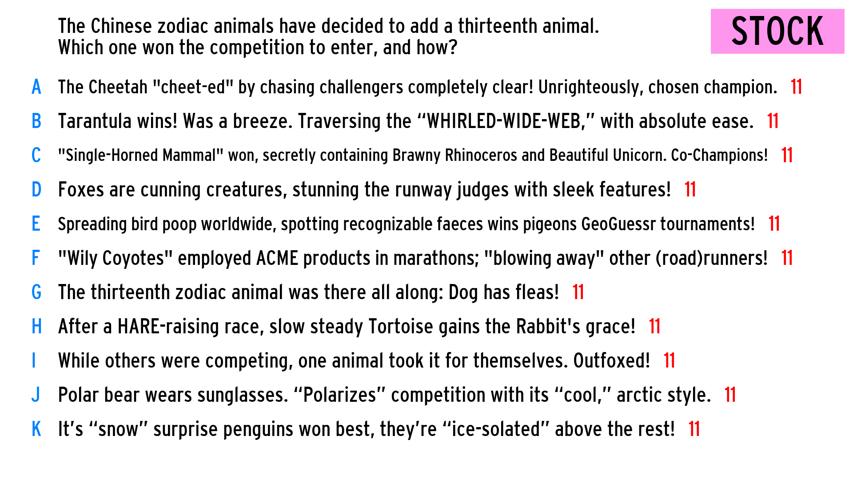 The Chinese zodiac animals have decided to add a thirteenth animal.
Which one won the competition to enter, and how?
STOCK
A The Cheetah "cheet-ed" by chasing challengers completely clear! Unrighteously, chosen champion. 11
B Tarantula wins! Was a breeze. Traversing the “WHIRLED-WIDE-WEB,” with absolute ease. 11
C "Single-Horned Mammal" won, secretly containing Brawny Rhinoceros and Beautiful Unicorn. Co-Champions! 11
D Foxes are cunning creatures, stunning the runway judges with sleek features! 11
E Spreading bird poop worldwide, spotting recognizable faeces wins pigeons GeoGuessr tournaments! 11
F "Wily Coyotes" employed ACME products in marathons; "blowing away" other (road)runners! 11
G The thirteenth zodiac animal was there all along: Dog has fleas! 11
H After a HARE-raising race, slow steady Tortoise gains the Rabbit's grace! 11
I While others were competing, one animal took it for themselves. Outfoxed! 11
J Polar bear wears sunglasses. “Polarizes” competition with its “cool,” arctic style. 11
K It’s “snow” surprise penguins won best, they’re “ice-solated” above the rest! 11